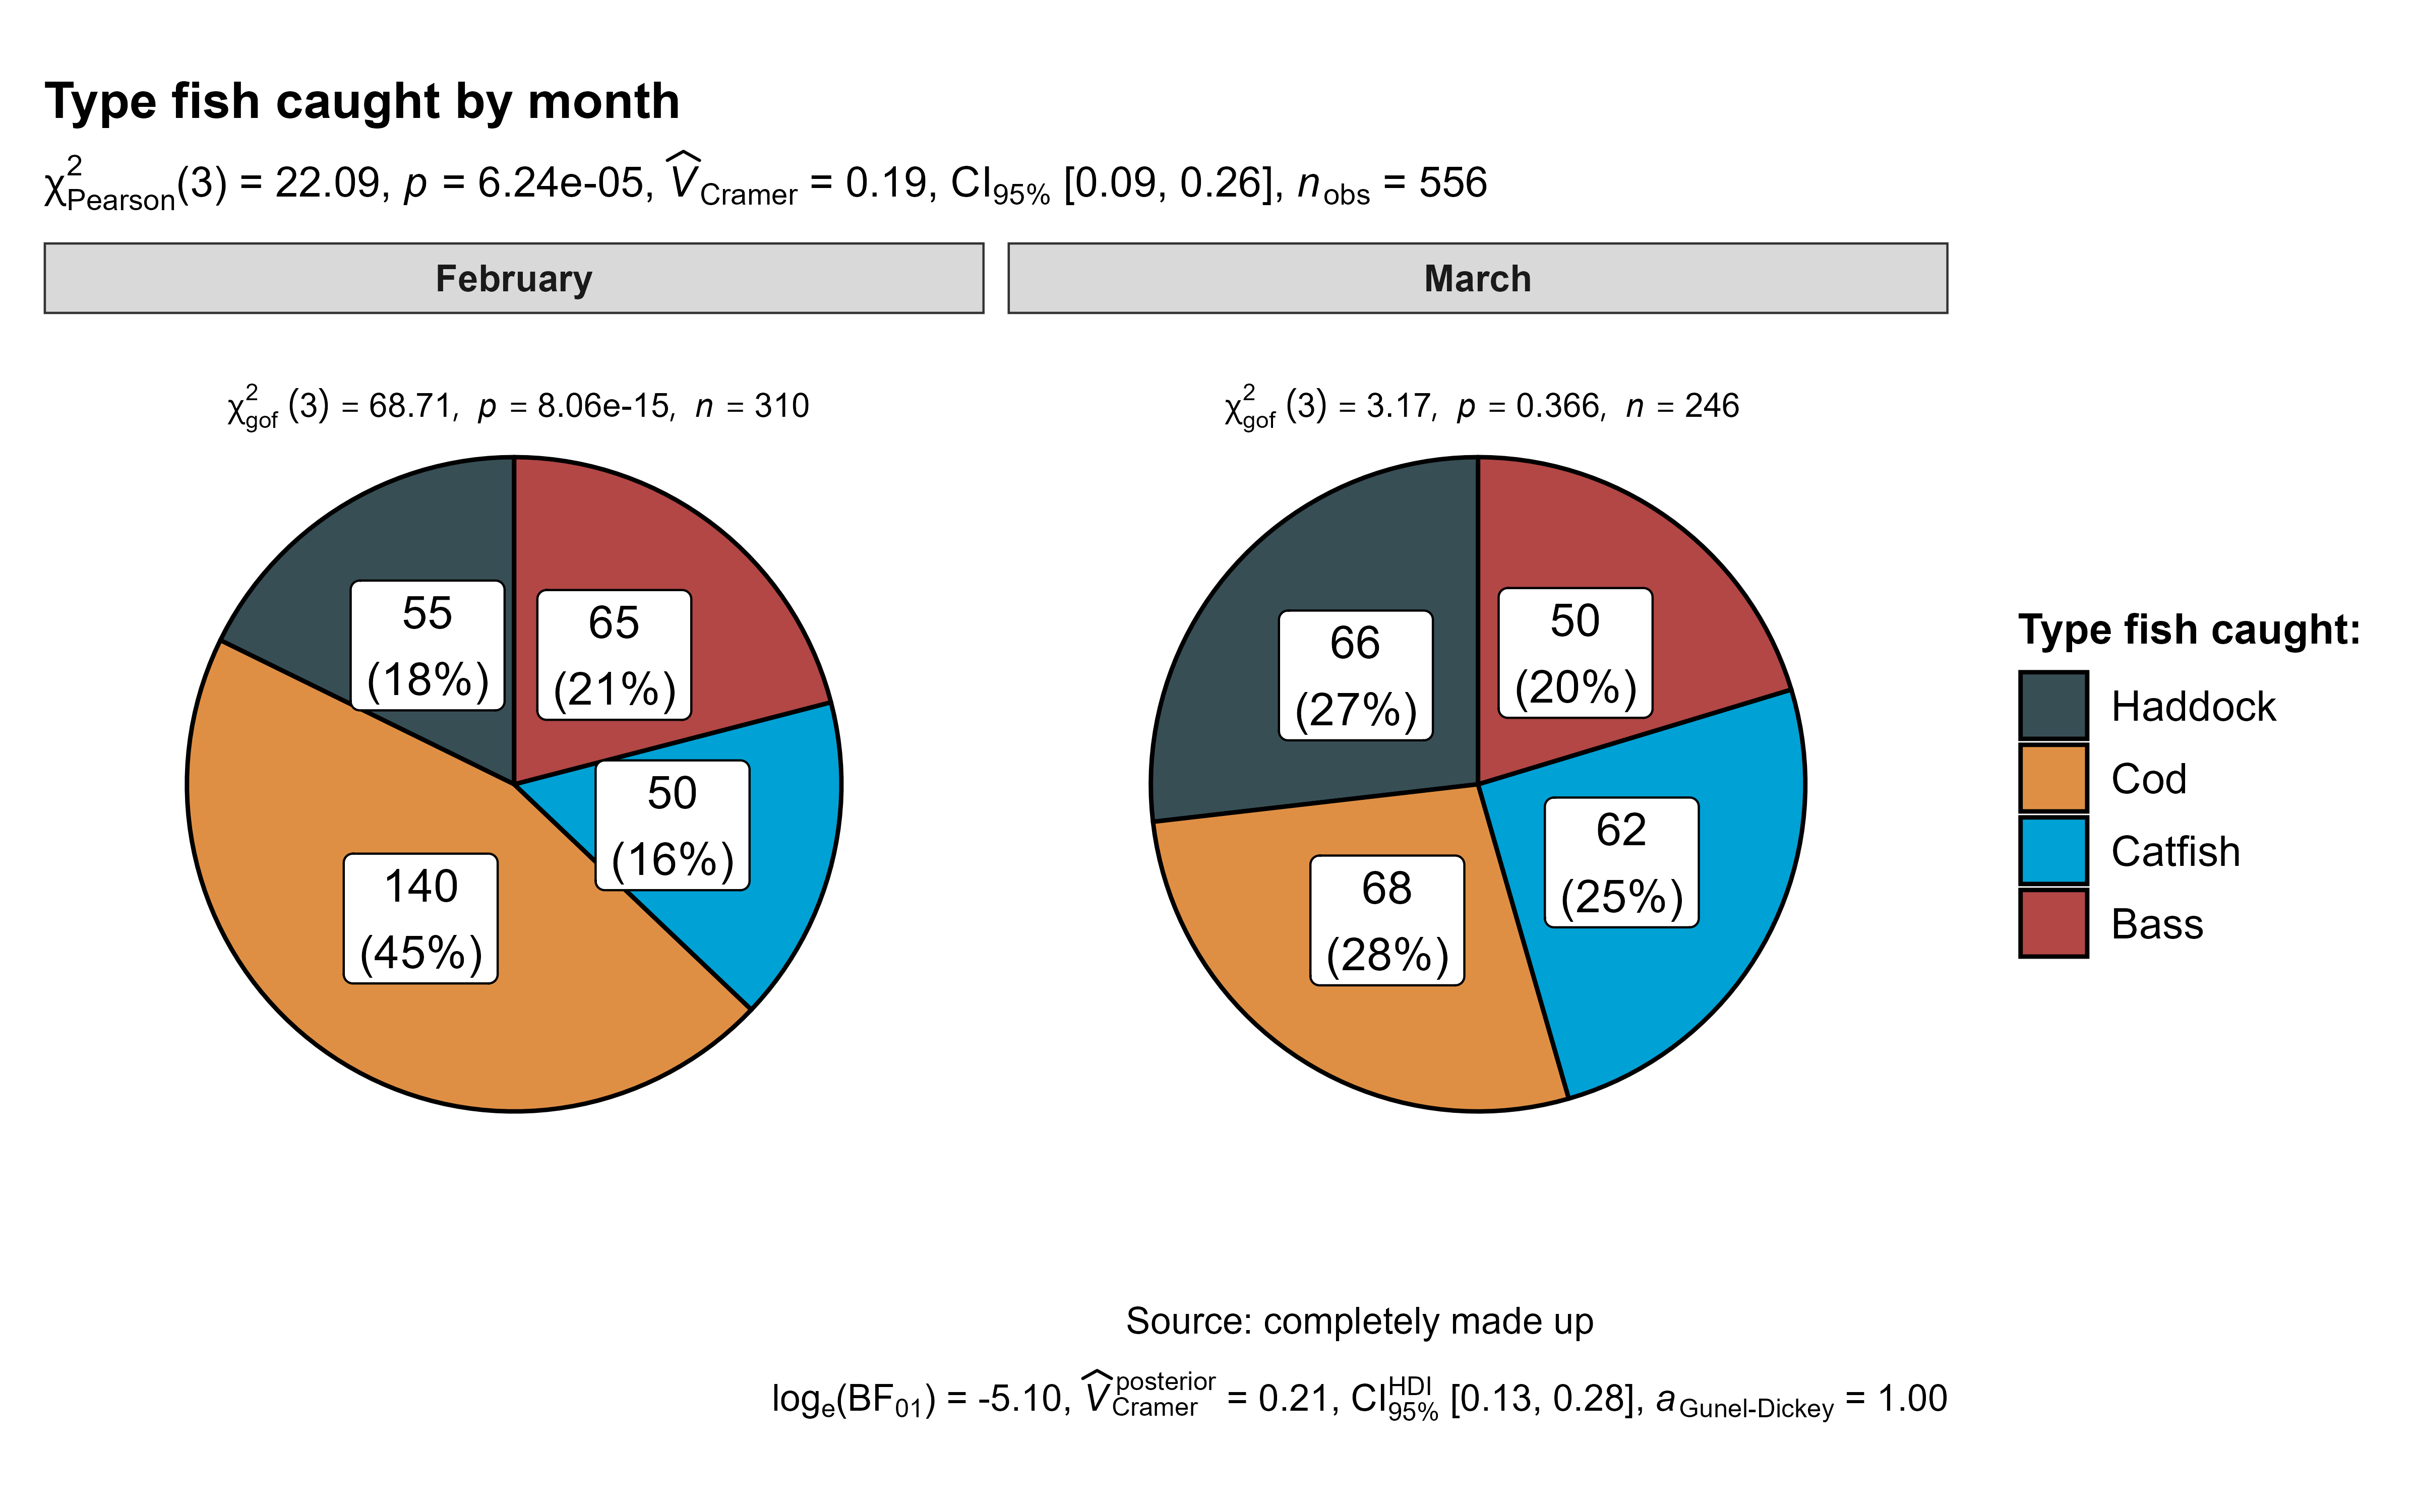 Type fish caught by month
χ²Pearson(3) = 22.09, p = 6.24e-05, V̂Cramer = 0.19, CI95% [0.09, 0.26], nobs = 556
February
March
χ²gof (3) = 68.71, p = 8.06e-15, n = 310
χ²gof (3) = 3.17, p = 0.366, n = 246
55
(18%)
65
(21%)
50
(16%)
140
(45%)
66
(27%)
50
(20%)
62
(25%)
68
(28%)
Type fish caught:
Haddock
Cod
Catfish
Bass
Source: completely made up
loge(BF01) = -5.10, V̂posteriorCramer = 0.21, CIHDI95% [0.13, 0.28], aGunel-Dickey = 1.00